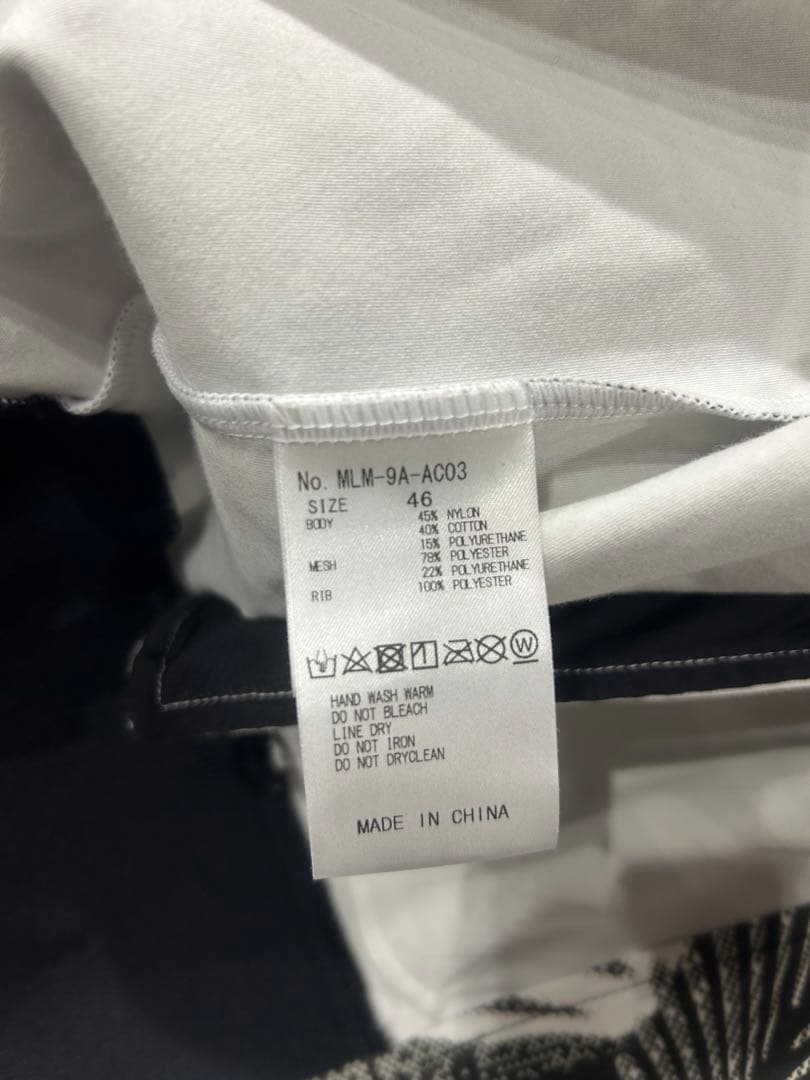 No. MLM-9A-AC03
SIZE 46
BODY 45% NYLON
40% COTTON
15% POLYURETHANE
MESH 78% POLYESTER
22% POLYURETHANE
RIB 100% POLYESTER
W
HAND WASH WARM
DO NOT BLEACH
LINE DRY
DO NOT IRON
DO NOT DRYCLEAN
MADE IN CHINA